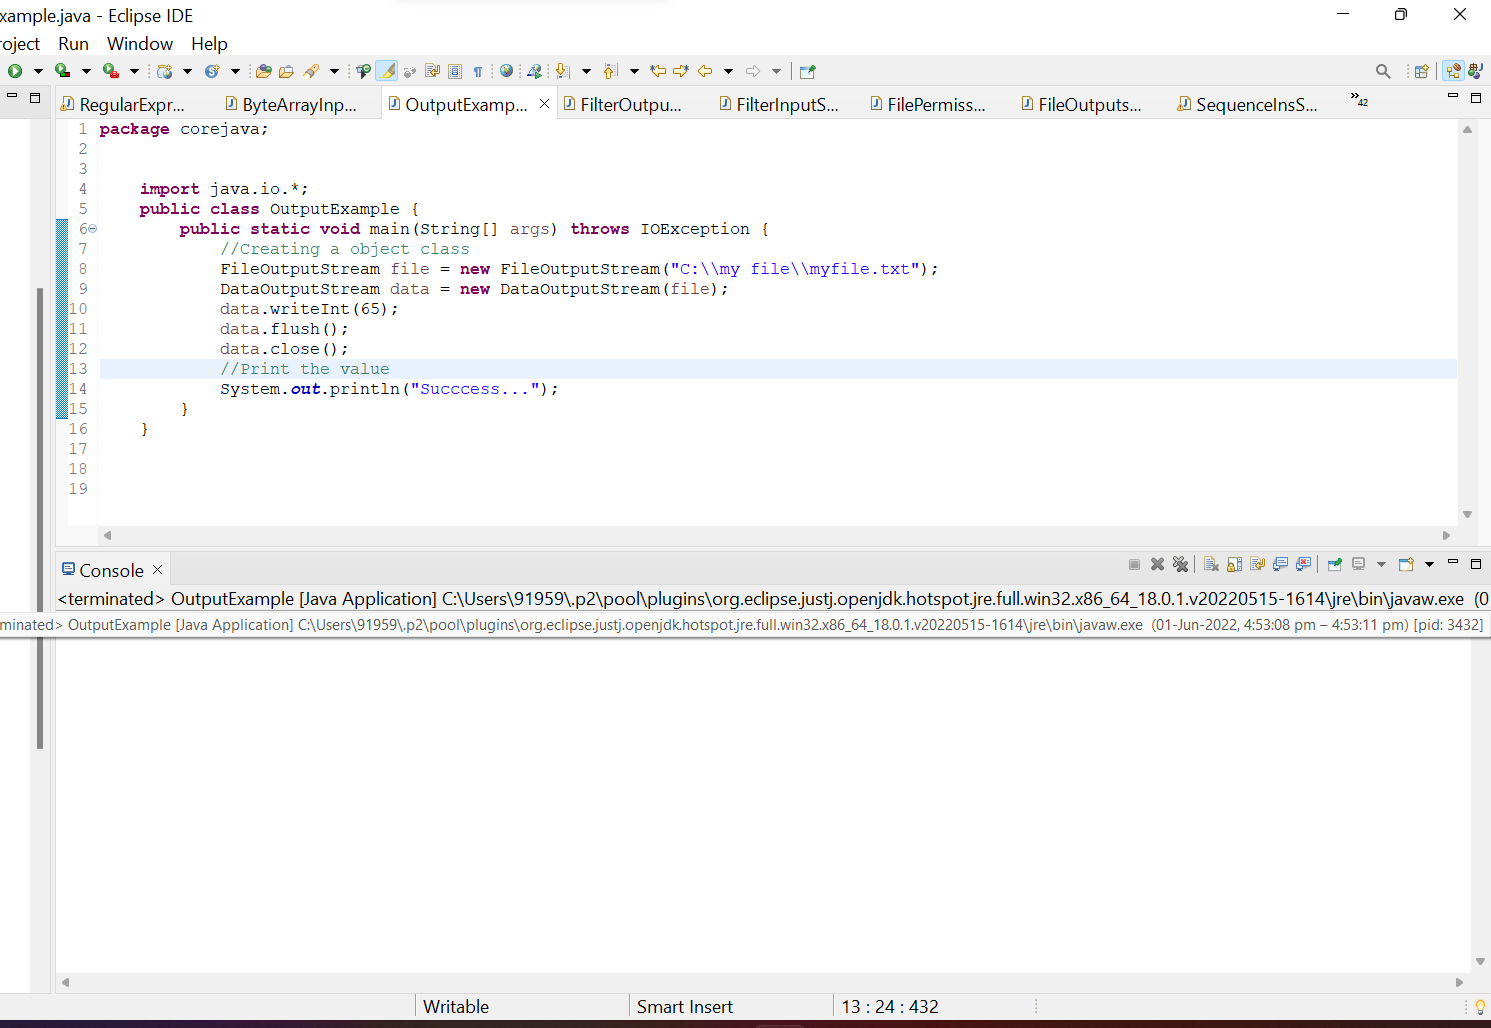 xample.java - Eclipse IDE
roject Run Window Help
RegularExpr... ByteArrayInp... OutputExamp... FilterOutpu... FilterInputS... FilePermiss... FileOutputs... SequenceInsS... »42
1 package corejava;
2
3
4 import java.io.*;
5 public class OutputExample {
6 public static void main(String[] args) throws IOException {
7 //Creating a object class
8 FileOutputStream file = new FileOutputStream("C:\\my file\\myfile.txt");
9 DataOutputStream data = new DataOutputStream(file);
10 data.writeInt(65);
11 data.flush();
12 data.close();
13 //Print the value
14 System.out.println("Succcess...");
15 }
16 }
17
18
19
Console
<terminated> OutputExample [Java Application] C:\Users\91959\.p2\pool\plugins\org.eclipse.justj.openjdk.hotspot.jre.full.win32.x86_64_18.0.1.v20220515-1614\jre\bin\javaw.exe (0
minated> OutputExample [Java Application] C:\Users\91959\.p2\pool\plugins\org.eclipse.justj.openjdk.hotspot.jre.full.win32.x86_64_18.0.1.v20220515-1614\jre\bin\javaw.exe (01-Jun-2022, 4:53:08 pm – 4:53:11 pm) [pid: 3432]
Writable Smart Insert 13 : 24 : 432